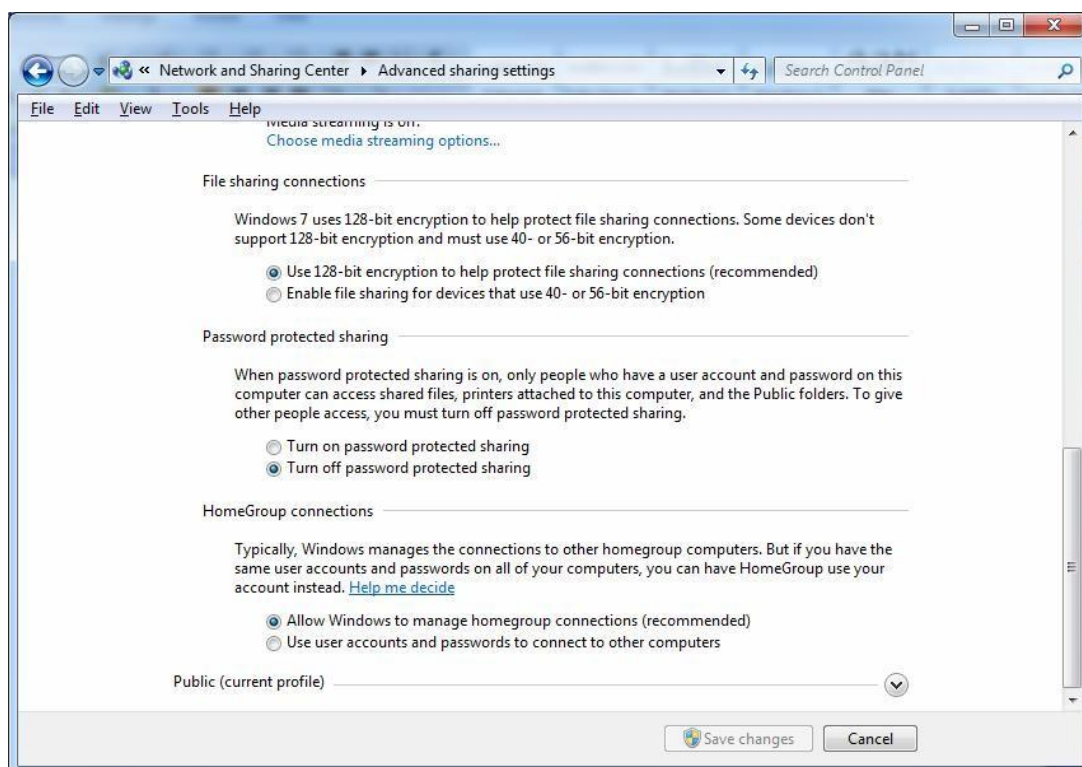 « Network and Sharing Center ▸ Advanced sharing settings
Search Control Panel
File Edit View Tools Help
Media streaming is off.
Choose media streaming options...
File sharing connections
Windows 7 uses 128-bit encryption to help protect file sharing connections. Some devices don't
support 128-bit encryption and must use 40- or 56-bit encryption.
Use 128-bit encryption to help protect file sharing connections (recommended)
Enable file sharing for devices that use 40- or 56-bit encryption
Password protected sharing
When password protected sharing is on, only people who have a user account and password on this
computer can access shared files, printers attached to this computer, and the Public folders. To give
other people access, you must turn off password protected sharing.
Turn on password protected sharing
Turn off password protected sharing
HomeGroup connections
Typically, Windows manages the connections to other homegroup computers. But if you have the
same user accounts and passwords on all of your computers, you can have HomeGroup use your
account instead. Help me decide
Allow Windows to manage homegroup connections (recommended)
Use user accounts and passwords to connect to other computers
Public (current profile)
Save changes Cancel